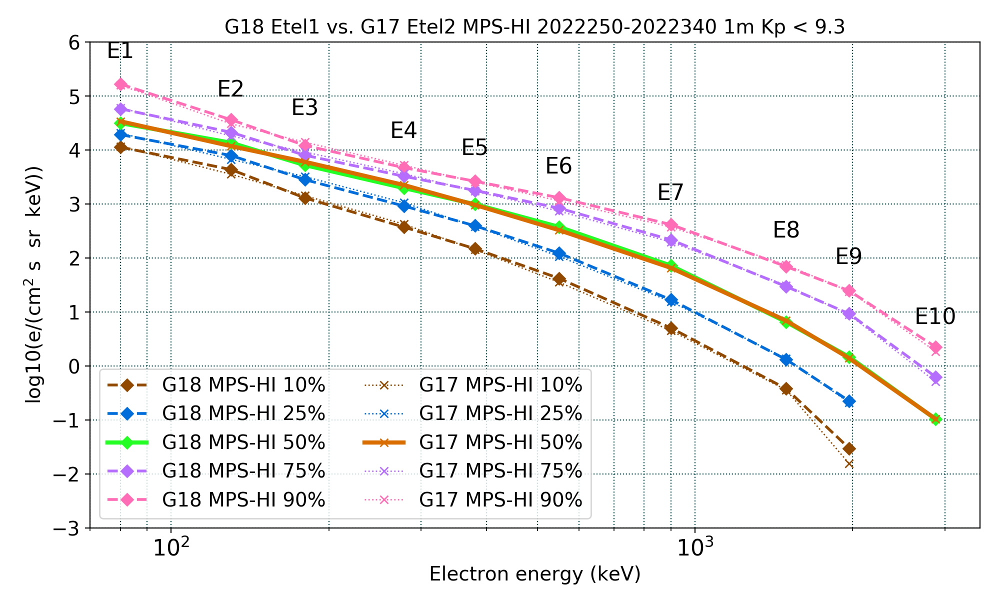 G18 Etel1 vs. G17 Etel2 MPS-HI 2022250-2022340 1m Kp < 9.3
6
5
4
3
2
1
0
−1
−2
−3
log10(e/(cm² s sr keV))
E1
E2
E3
E4
E5
E6
E7
E8
E9
E10
G18 MPS-HI 10%
G18 MPS-HI 25%
G18 MPS-HI 50%
G18 MPS-HI 75%
G18 MPS-HI 90%
G17 MPS-HI 10%
G17 MPS-HI 25%
G17 MPS-HI 50%
G17 MPS-HI 75%
G17 MPS-HI 90%
10² 10³
Electron energy (keV)